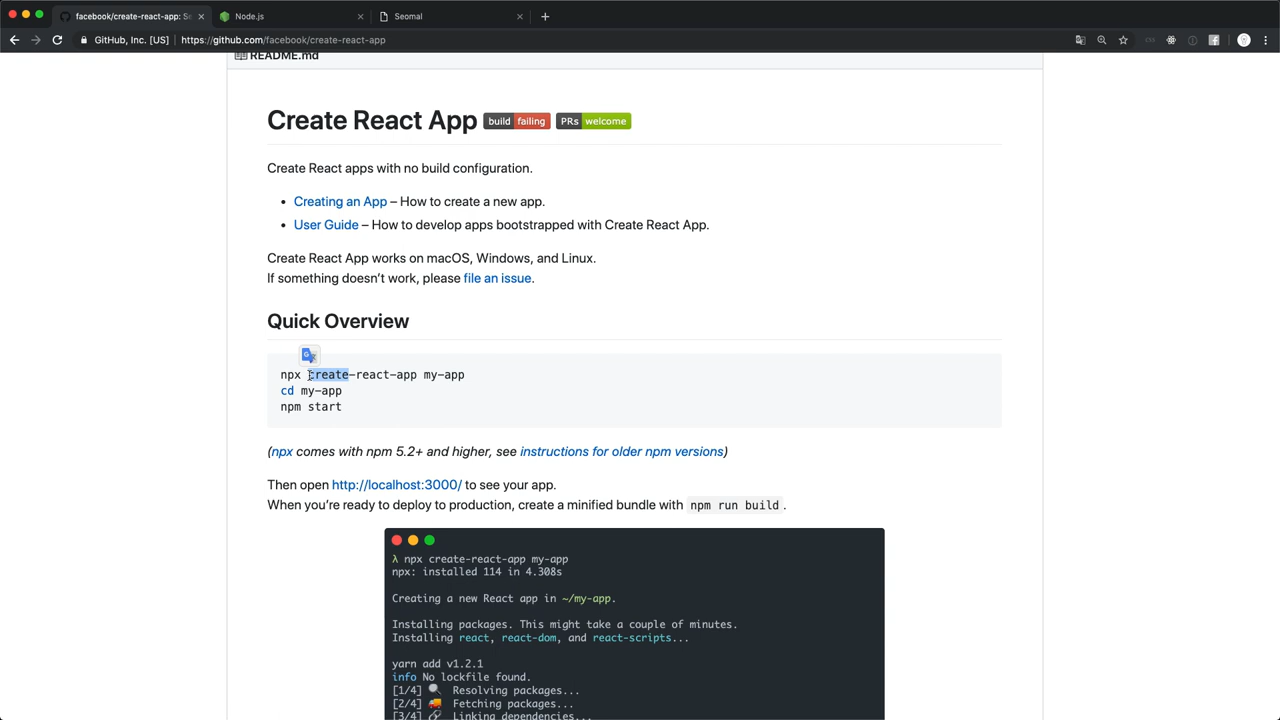 facebook/create-react-app: Se
Node.js
Seomal
GitHub, Inc. [US] | https://github.com/facebook/create-react-app
README.md
Create React App build failing PRs welcome
Create React apps with no build configuration.
• Creating an App – How to create a new app.
• User Guide – How to develop apps bootstrapped with Create React App.
Create React App works on macOS, Windows, and Linux.
If something doesn't work, please file an issue.
Quick Overview
npx create-react-app my-app
cd my-app
npm start
(npx comes with npm 5.2+ and higher, see instructions for older npm versions)
Then open http://localhost:3000/ to see your app.
When you're ready to deploy to production, create a minified bundle with npm run build .
λ npx create-react-app my-app
npx: installed 114 in 4.308s
Creating a new React app in ~/my-app.
Installing packages. This might take a couple of minutes.
Installing react, react-dom, and react-scripts...
yarn add v1.2.1
info No lockfile found.
[1/4] 🔍 Resolving packages...
[2/4] 🚚 Fetching packages...
[3/4] 🔗 Linking dependencies...